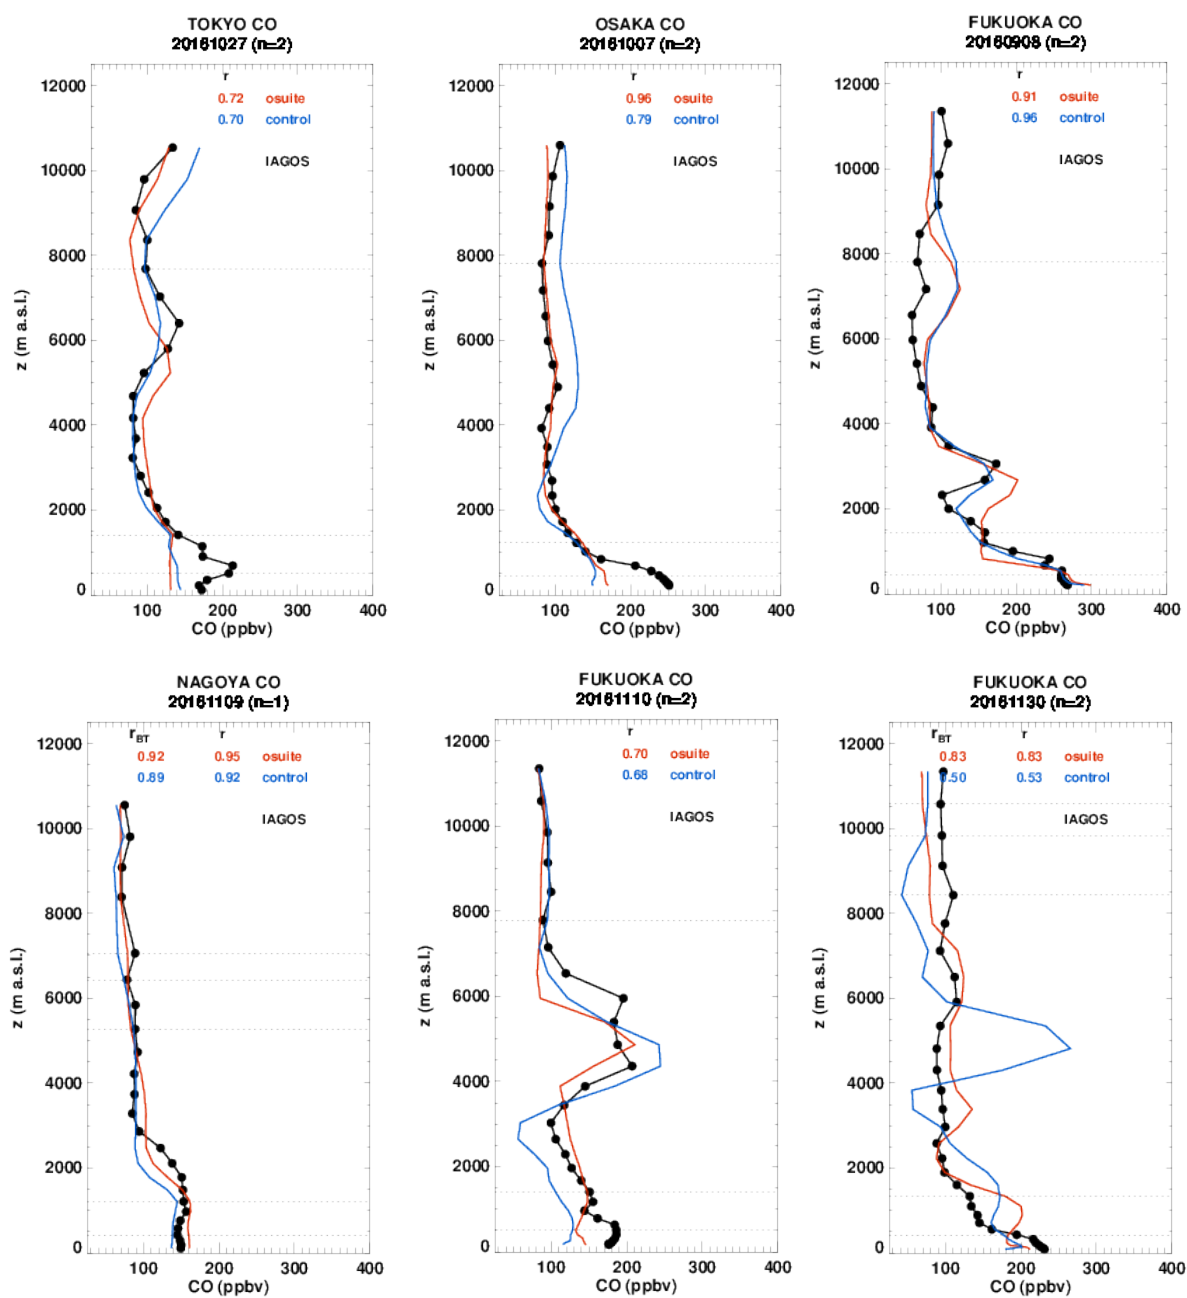 TOKYO CO
20161027 (n=2)
r
0.72 osuite
0.70 control
IAGOS
12000
10000
8000
6000
4000
2000
0
z (m a.s.l.)
100 200 300 400
CO (ppbv)
OSAKA CO
20161007 (n=2)
r
0.96 osuite
0.79 control
IAGOS
12000
10000
8000
6000
4000
2000
0
z (m a.s.l.)
100 200 300 400
CO (ppbv)
FUKUOKA CO
20160908 (n=2)
r
0.91 osuite
0.96 control
IAGOS
12000
10000
8000
6000
4000
2000
0
z (m a.s.l.)
100 200 300 400
CO (ppbv)
NAGOYA CO
20161109 (n=1)
rBT r
0.92 0.95 osuite
0.89 0.92 control
IAGOS
12000
10000
8000
6000
4000
2000
0
z (m a.s.l.)
100 200 300 400
CO (ppbv)
FUKUOKA CO
20161110 (n=2)
r
0.70 osuite
0.68 control
IAGOS
12000
10000
8000
6000
4000
2000
0
z (m a.s.l.)
100 200 300 400
CO (ppbv)
FUKUOKA CO
20161130 (n=2)
rBT r
0.83 0.83 osuite
0.50 0.53 control
IAGOS
12000
10000
8000
6000
4000
2000
0
z (m a.s.l.)
100 200 300 400
CO (ppbv)